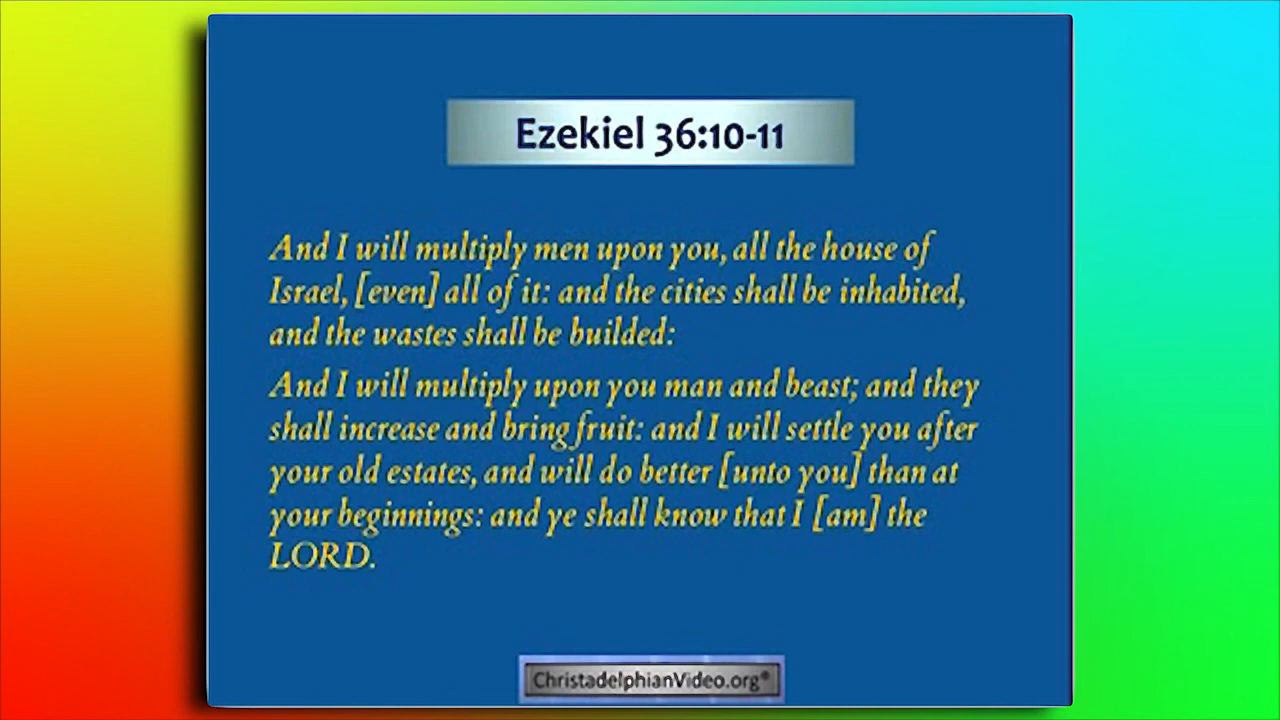 Ezekiel 36:10-11
And I will multiply men upon you, all the house of
Israel, [even] all of it: and the cities shall be inhabited,
and the wastes shall be builded:
And I will multiply upon you man and beast; and they
shall increase and bring fruit: and I will settle you after
your old estates, and will do better [unto you] than at
your beginnings: and ye shall know that I [am] the
LORD.
ChristadelphianVideo.org®